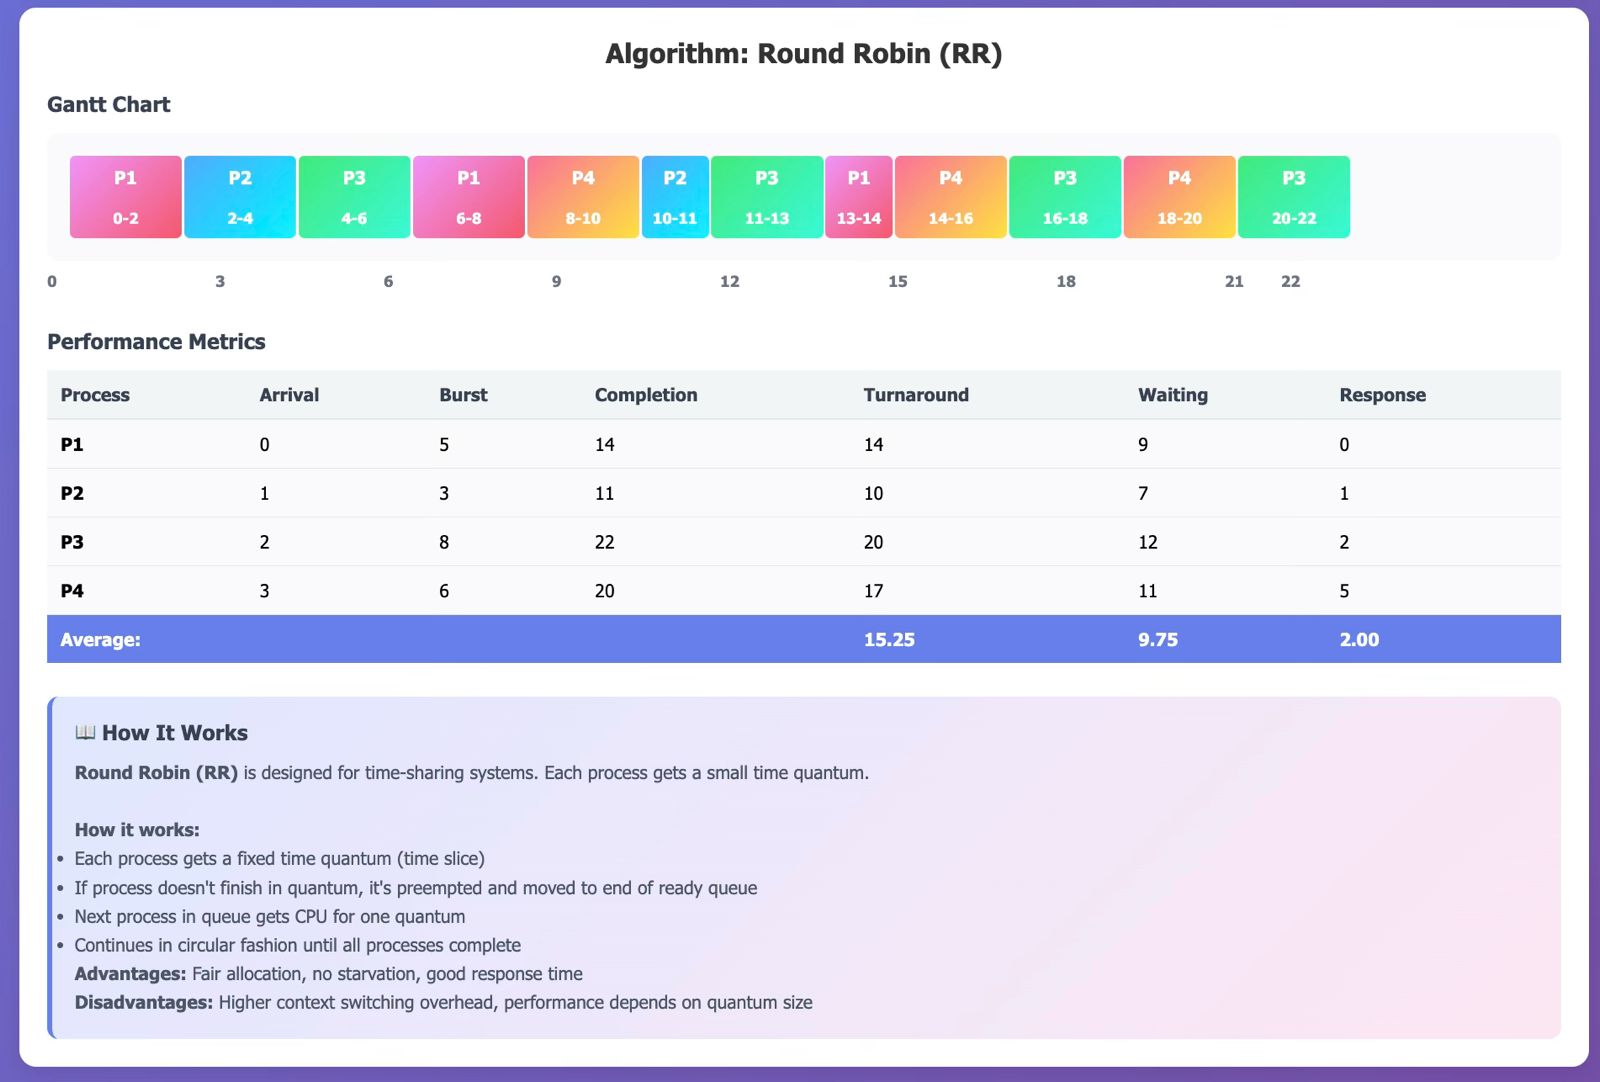 Algorithm: Round Robin (RR)
Gantt Chart
P1 P2 P3 P1 P4 P2 P3 P1 P4 P3 P4 P3
0-2 2-4 4-6 6-8 8-10 10-11 11-13 13-14 14-16 16-18 18-20 20-22
0 3 6 9 12 15 18 21 22
Performance Metrics
Process Arrival Burst Completion Turnaround Waiting Response
P1 0 5 14 14 9 0
P2 1 3 11 10 7 1
P3 2 8 22 20 12 2
P4 3 6 20 17 11 5
Average: 15.25 9.75 2.00
📖 How It Works
Round Robin (RR) is designed for time-sharing systems. Each process gets a small time quantum.
How it works:
• Each process gets a fixed time quantum (time slice)
• If process doesn't finish in quantum, it's preempted and moved to end of ready queue
• Next process in queue gets CPU for one quantum
• Continues in circular fashion until all processes complete
Advantages: Fair allocation, no starvation, good response time
Disadvantages: Higher context switching overhead, performance depends on quantum size